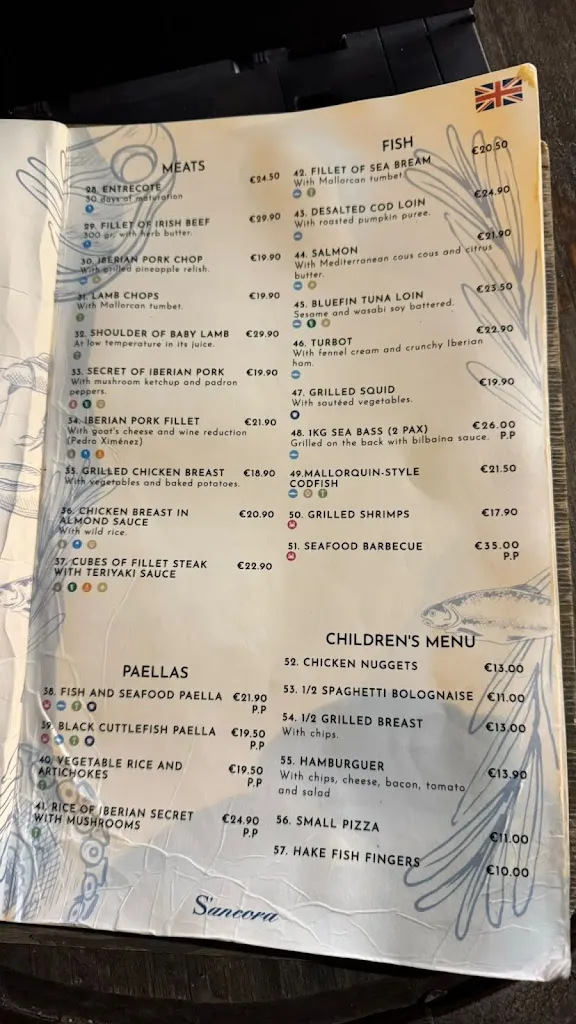 MEATS
28. ENTRECOTE €24.50
30 days of maturation
29. FILLET OF IRISH BEEF €29.90
300 gr. with herb butter.
30. IBERIAN PORK CHOP €19.90
With grilled pineapple relish.
31. LAMB CHOPS €19.90
With Mallorcan tumbet.
32. SHOULDER OF BABY LAMB €29.90
At low temperature in its juice.
33. SECRET OF IBERIAN PORK €19.90
With mushroom ketchup and padron
peppers.
34. IBERIAN PORK FILLET €21.90
With goat's cheese and wine reduction
(Pedro Ximénez)
35. GRILLED CHICKEN BREAST €18.90
With vegetables and baked potatoes.
36. CHICKEN BREAST IN €20.90
ALMOND SAUCE
With wild rice.
37. CUBES OF FILLET STEAK €22.90
WITH TERIYAKI SAUCE
PAELLAS
38. FISH AND SEAFOOD PAELLA €21.90
P.P
39. BLACK CUTTLEFISH PAELLA €19.50
P.P
40. VEGETABLE RICE AND €19.50
ARTICHOKES P.P
41. RICE OF IBERIAN SECRET €24.90
WITH MUSHROOMS P.P
FISH
42. FILLET OF SEA BREAM €20.50
With Mallorcan tumbet.
43. DESALTED COD LOIN €24.90
With roasted pumpkin puree.
44. SALMON €21.90
With Mediterranean cous cous and citrus
butter.
45. BLUEFIN TUNA LOIN €23.50
Sesame and wasabi soy battered.
46. TURBOT €22.90
With fennel cream and crunchy Iberian
ham.
47. GRILLED SQUID €19.90
With sautéed vegetables.
48. 1KG SEA BASS (2 PAX) €26.00
Grilled on the back with bilbaína sauce. P.P
49.MALLORQUIN-STYLE €21.50
CODFISH
50. GRILLED SHRIMPS €17.90
51. SEAFOOD BARBECUE €35.00
P.P
CHILDREN'S MENU
52. CHICKEN NUGGETS €13.00
53. 1/2 SPAGHETTI BOLOGNAISE €11.00
54. 1/2 GRILLED BREAST €13.00
With chips.
55. HAMBURGUER €13.90
With chips, cheese, bacon, tomato
and salad
56. SMALL PIZZA €11.00
57. HAKE FISH FINGERS €10.00
S'ancora